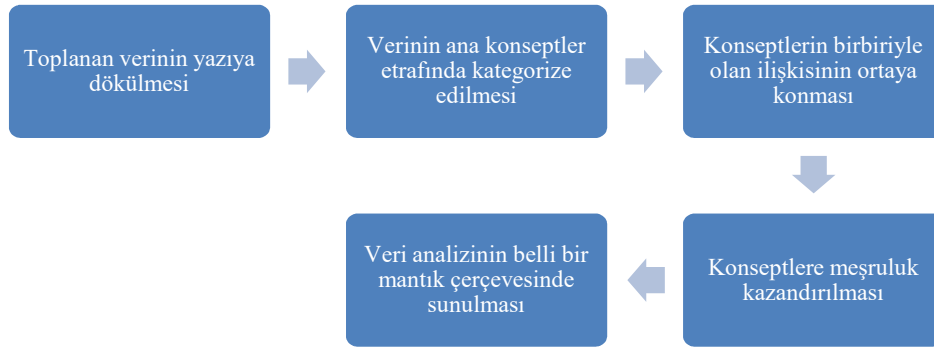 Toplanan verinin yazıya
dökülmesi
Verinin ana konseptler
etrafında kategorize
edilmesi
Konseptlerin birbiriyle
olan ilişkisinin ortaya
konması
Konseptlere meşruluk
kazandırılması
Veri analizinin belli bir
mantık çerçevesinde
sunulması